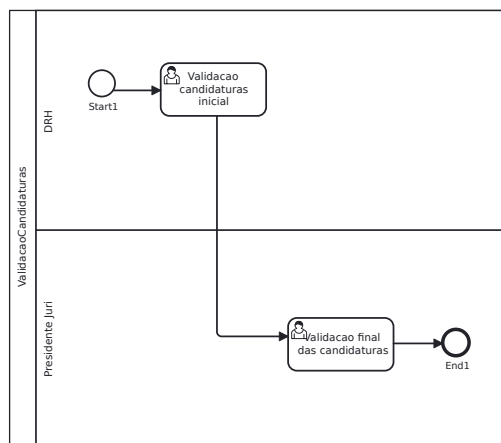 ValidacaoCandidaturas
DRH
Start1
Validacao
candidaturas
inicial
Presidente Juri
Validacao final
das candidaturas
End1